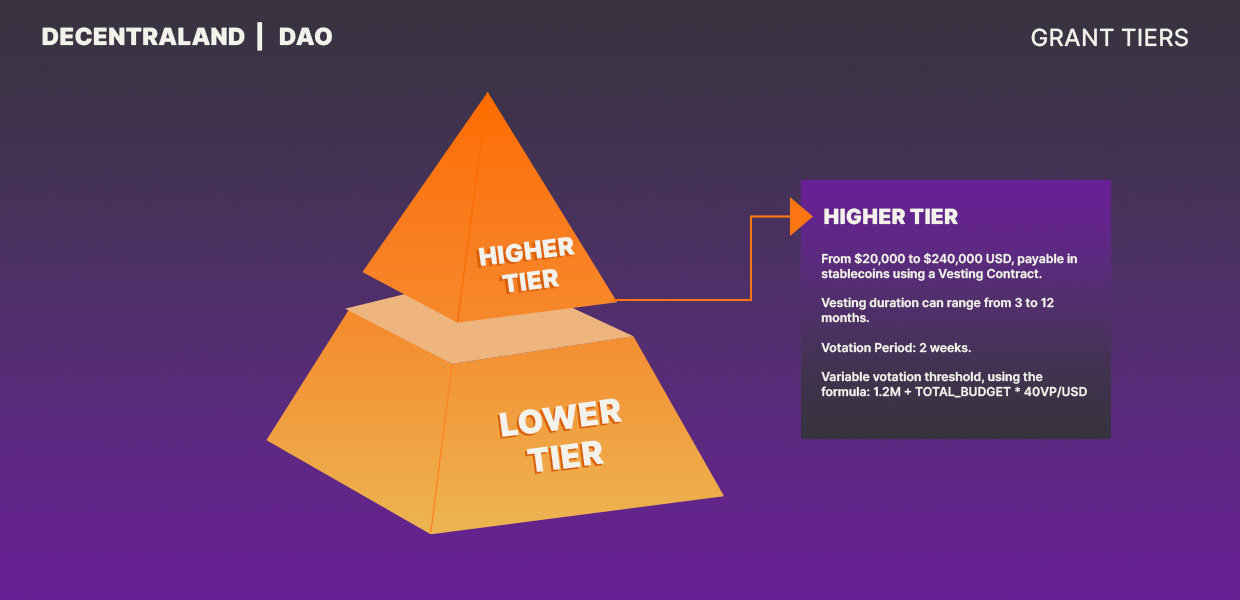 DECENTRALAND | DAO
GRANT TIERS
HIGHER
TIER
LOWER
TIER
HIGHER TIER
From $20,000 to $240,000 USD, payable in
stablecoins using a Vesting Contract.
Vesting duration can range from 3 to 12
months.
Votation Period: 2 weeks.
Variable votation threshold, using the
formula: 1.2M + TOTAL_BUDGET * 40VP/USD